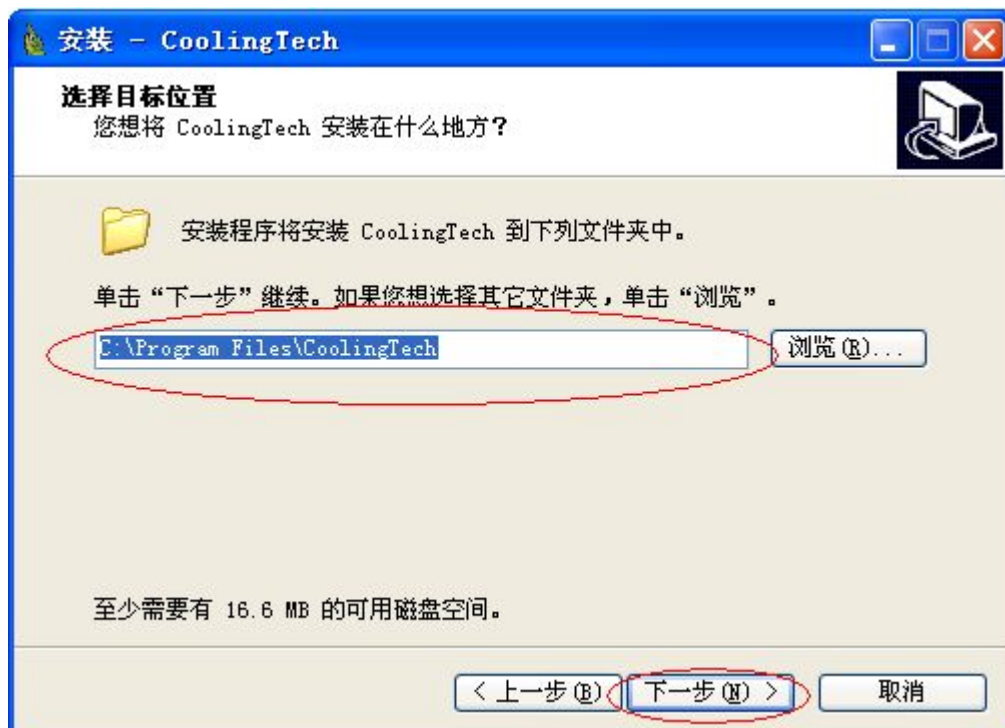 安装 - CoolingTech
选择目标位置
您想将 CoolingTech 安装在什么地方?
安装程序将安装 CoolingTech 到下列文件夹中。
单击“下一步”继续。如果您想选择其它文件夹,单击“浏览”。
C:\Program Files\CoolingTech
浏览(R)...
至少需要有 16.6 MB 的可用磁盘空间。
< 上一步(B) 下一步(N) > 取消